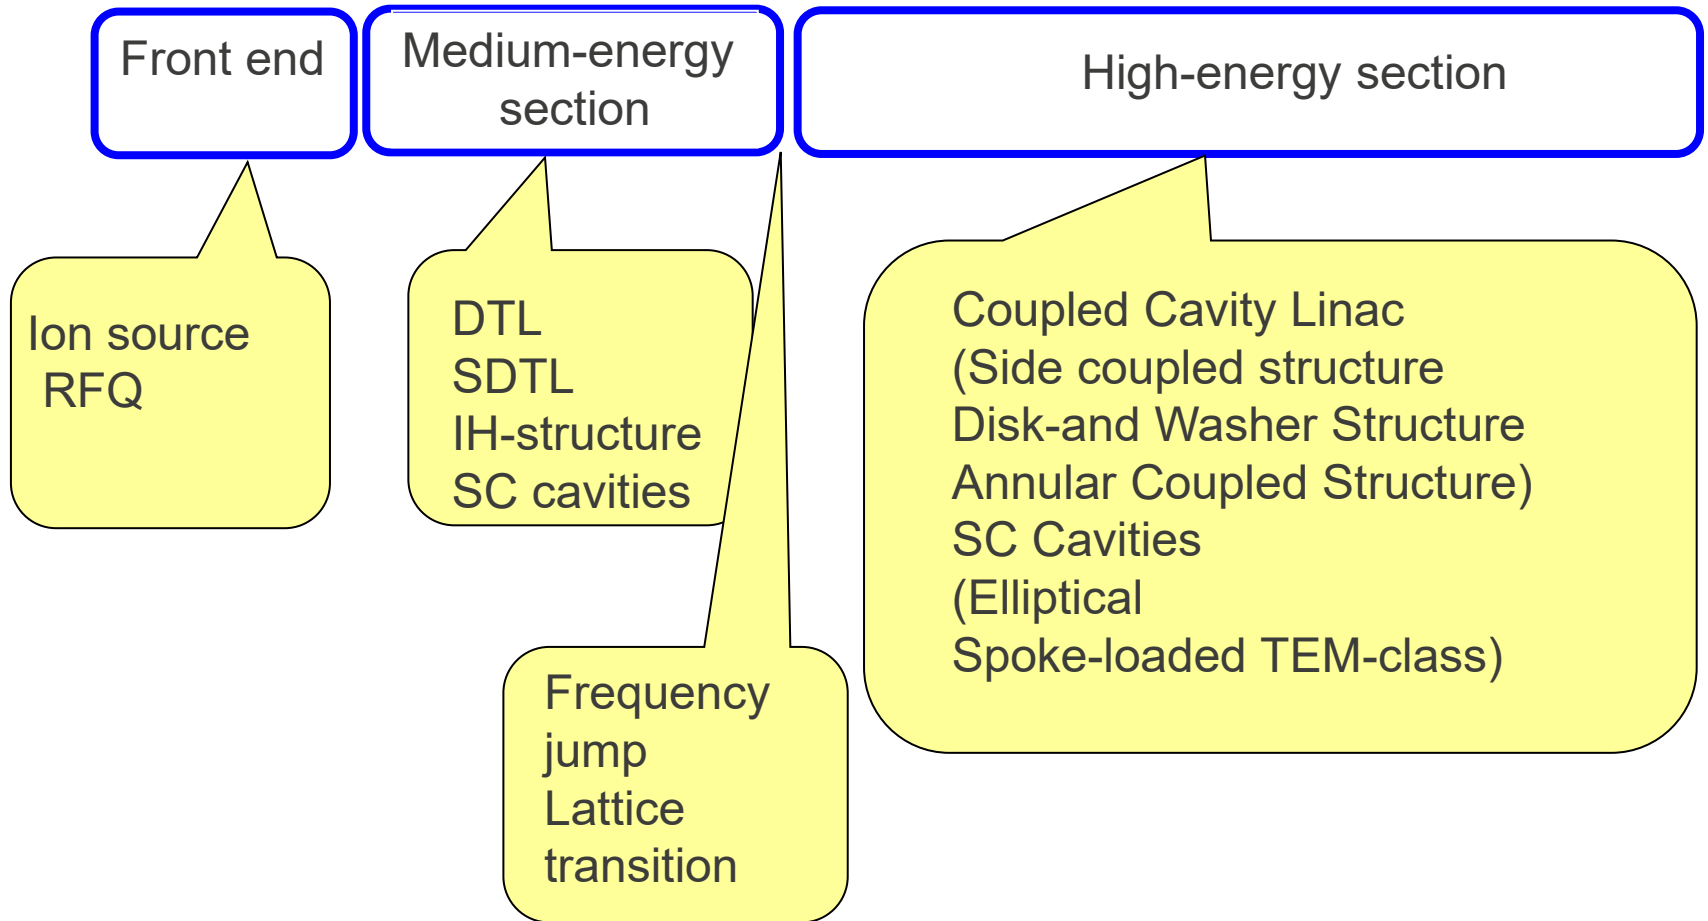 Front end
Medium-energy
section
High-energy section
Ion source
RFQ
DTL
SDTL
IH-structure
SC cavities
Frequency
jump
Lattice
transition
Coupled Cavity Linac
(Side coupled structure
Disk-and Washer Structure
Annular Coupled Structure)
SC Cavities
(Elliptical
Spoke-loaded TEM-class)